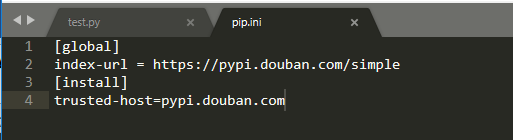 test.py
pip.ini
1 [global]
2 index-url = https://pypi.douban.com/simple
3 [install]
4 trusted-host=pypi.douban.com